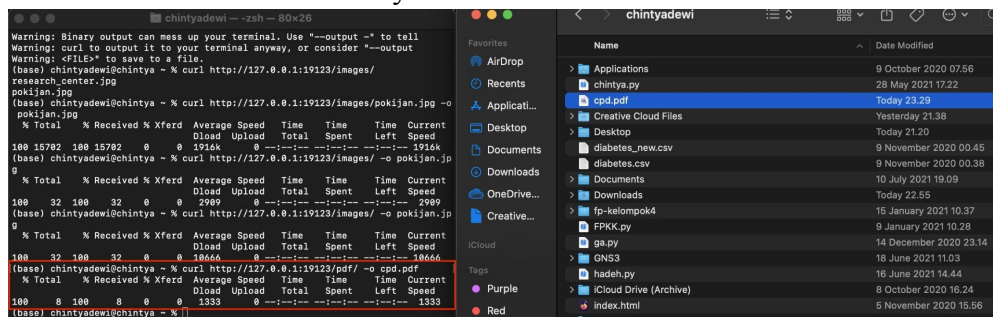 chintyadewi — -zsh — 80×26
Warning: Binary output can mess up your terminal. Use "--output -" to tell
Warning: curl to output it to your terminal anyway, or consider "--output
Warning: <FILE>" to save to a file.
(base) chintyadewi@chintya ~ % curl http://127.0.0.1:19123/images/
research_center.jpg
pokijan.jpg
(base) chintyadewi@chintya ~ % curl http://127.0.0.1:19123/images/pokijan.jpg -o
pokijan.jpg
% Total % Received % Xferd Average Speed Time Time Time Current
Dload Upload Total Spent Left Speed
100 15702 100 15702 0 0 1916k 0 --:--:-- --:--:-- --:--:-- 1916k
(base) chintyadewi@chintya ~ % curl http://127.0.0.1:19123/images/ -o pokijan.jp
g
% Total % Received % Xferd Average Speed Time Time Time Current
Dload Upload Total Spent Left Speed
100 32 100 32 0 0 2909 0 --:--:-- --:--:-- --:--:-- 2909
(base) chintyadewi@chintya ~ % curl http://127.0.0.1:19123/images/ -o pokijan.jp
g
% Total % Received % Xferd Average Speed Time Time Time Current
Dload Upload Total Spent Left Speed
100 32 100 32 0 0 10666 0 --:--:-- --:--:-- --:--:-- 10666
(base) chintyadewi@chintya ~ % curl http://127.0.0.1:19123/pdf/ -o cpd.pdf
% Total % Received % Xferd Average Speed Time Time Time Current
Dload Upload Total Spent Left Speed
100 8 100 8 0 0 1333 0 --:--:-- --:--:-- --:--:-- 1333
(base) chintyadewi@chintya ~ %
Favorites
AirDrop
Recents
Applicati...
Desktop
Documents
Downloads
OneDrive...
Creative...
iCloud
Tags
Purple
Red
chintyadewi
Name Date Modified
Applications 9 October 2020 07.56
chintya.py 28 May 2021 17.22
cpd.pdf Today 23.29
Creative Cloud Files Yesterday 21.38
Desktop Today 21.20
diabetes_new.csv 9 November 2020 00.45
diabetes.csv 9 November 2020 00.38
Documents 10 July 2021 19.09
Downloads Today 22.55
fp-kelompok4 15 January 2021 10.37
FPKK.py 9 January 2021 10.28
ga.py 14 December 2020 23.14
GNS3 18 June 2021 11.03
hadeh.py 16 June 2021 14.44
iCloud Drive (Archive) 8 October 2020 16.24
index.html 5 November 2020 15.56